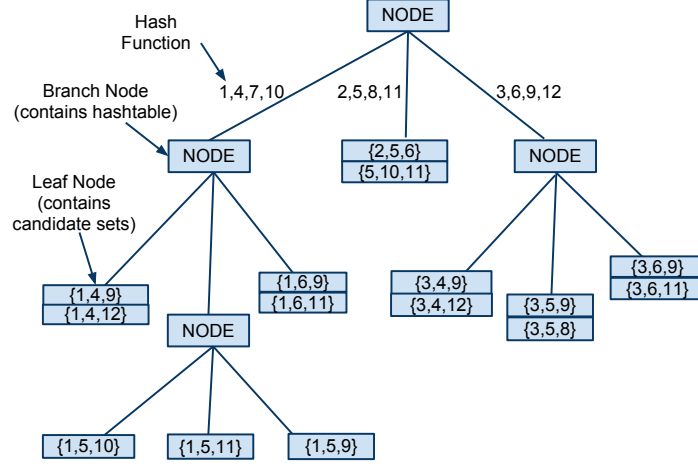 Hash
Function
NODE
1,4,7,10
2,5,8,11
3,6,9,12
Branch Node
(contains hashtable)
NODE
{2,5,6}
{5,10,11}
NODE
Leaf Node
(contains
candidate sets)
{1,4,9}
{1,4,12}
{1,6,9}
{1,6,11}
{3,4,9}
{3,4,12}
{3,5,9}
{3,5,8}
{3,6,9}
{3,6,11}
NODE
{1,5,10}
{1,5,11}
{1,5,9}